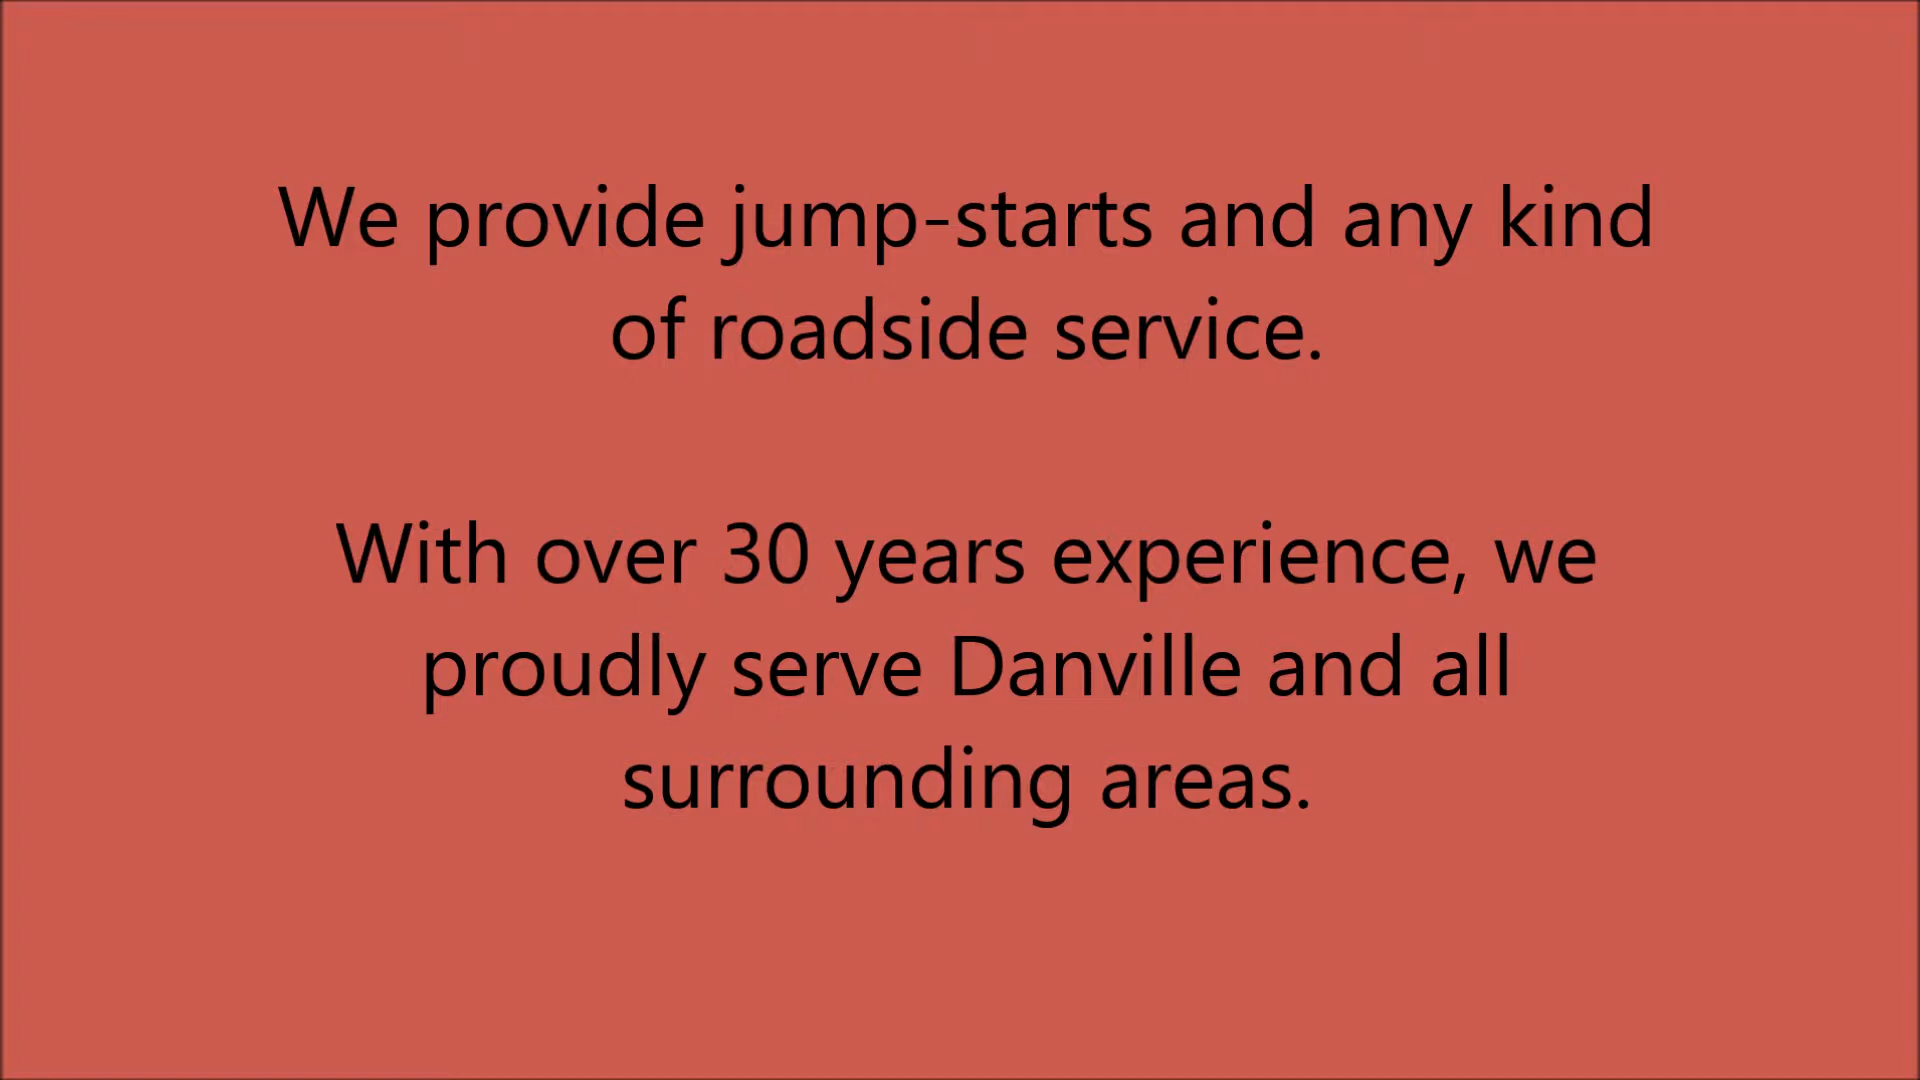 We provide jump-starts and any kind
of roadside service.
With over 30 years experience, we
proudly serve Danville and all
surrounding areas.